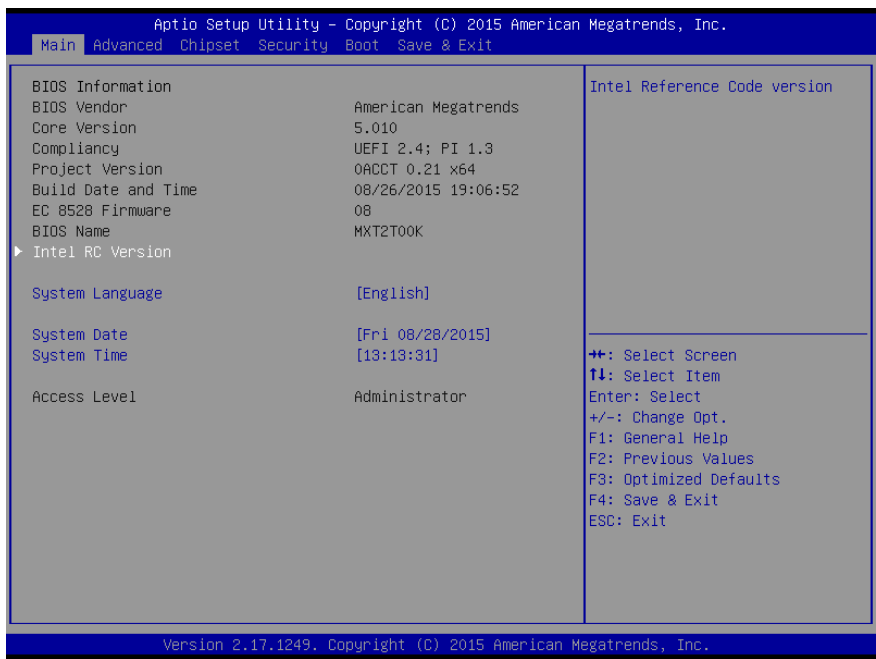 Aptio Setup Utility – Copyright (C) 2015 American Megatrends, Inc.
Main Advanced Chipset Security Boot Save & Exit
BIOS Information
BIOS Vendor American Megatrends
Core Version 5.010
Compliancy UEFI 2.4; PI 1.3
Project Version 0ACCT 0.21 x64
Build Date and Time 08/26/2015 19:06:52
EC 8528 Firmware 08
BIOS Name MXT2T00K
▶ Intel RC Version
System Language [English]
System Date [Fri 08/28/2015]
System Time [13:13:31]
Access Level Administrator
Intel Reference Code version
→←: Select Screen
↑↓: Select Item
Enter: Select
+/-: Change Opt.
F1: General Help
F2: Previous Values
F3: Optimized Defaults
F4: Save & Exit
ESC: Exit
Version 2.17.1249. Copyright (C) 2015 American Megatrends, Inc.